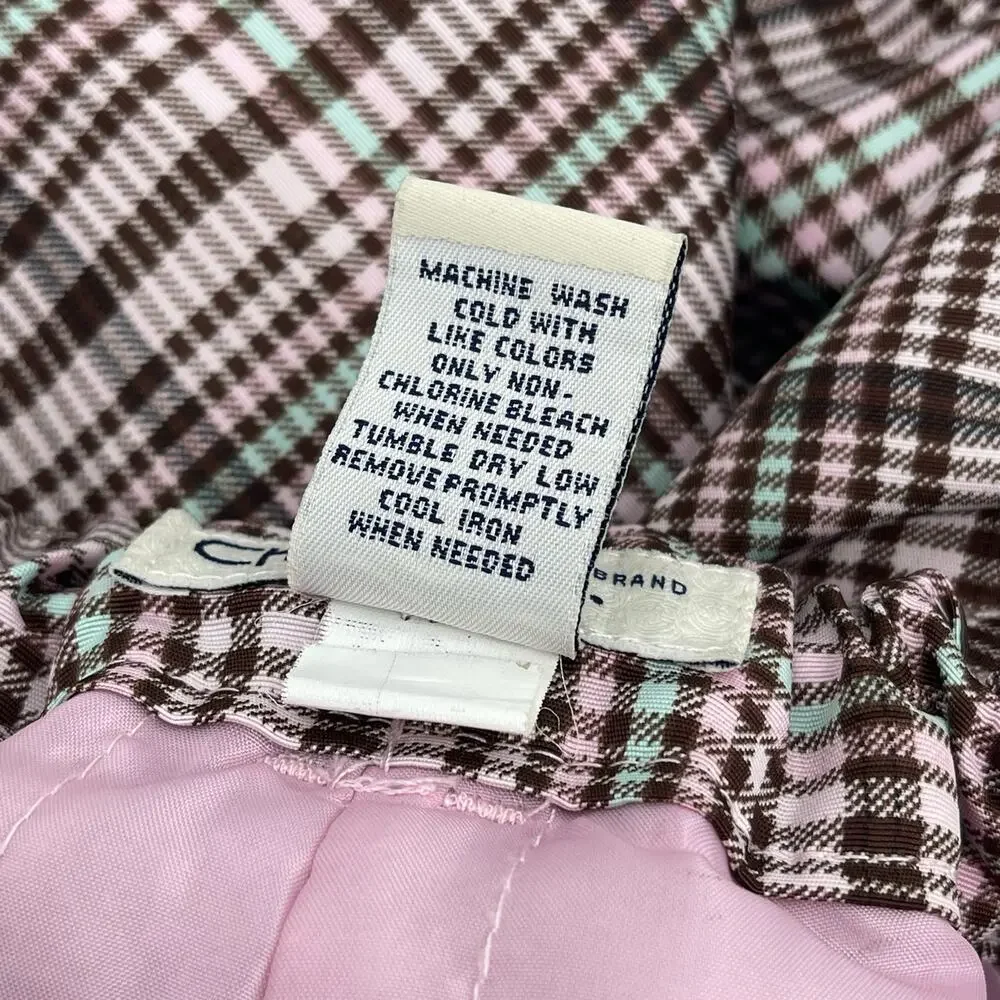 MACHINE WASH
COLD WITH
LIKE COLORS
ONLY NON-
CHLORINE BLEACH
WHEN NEEDED
TUMBLE DRY LOW
REMOVE PROMPTLY
COOL IRON
WHEN NEEDED
BRAND